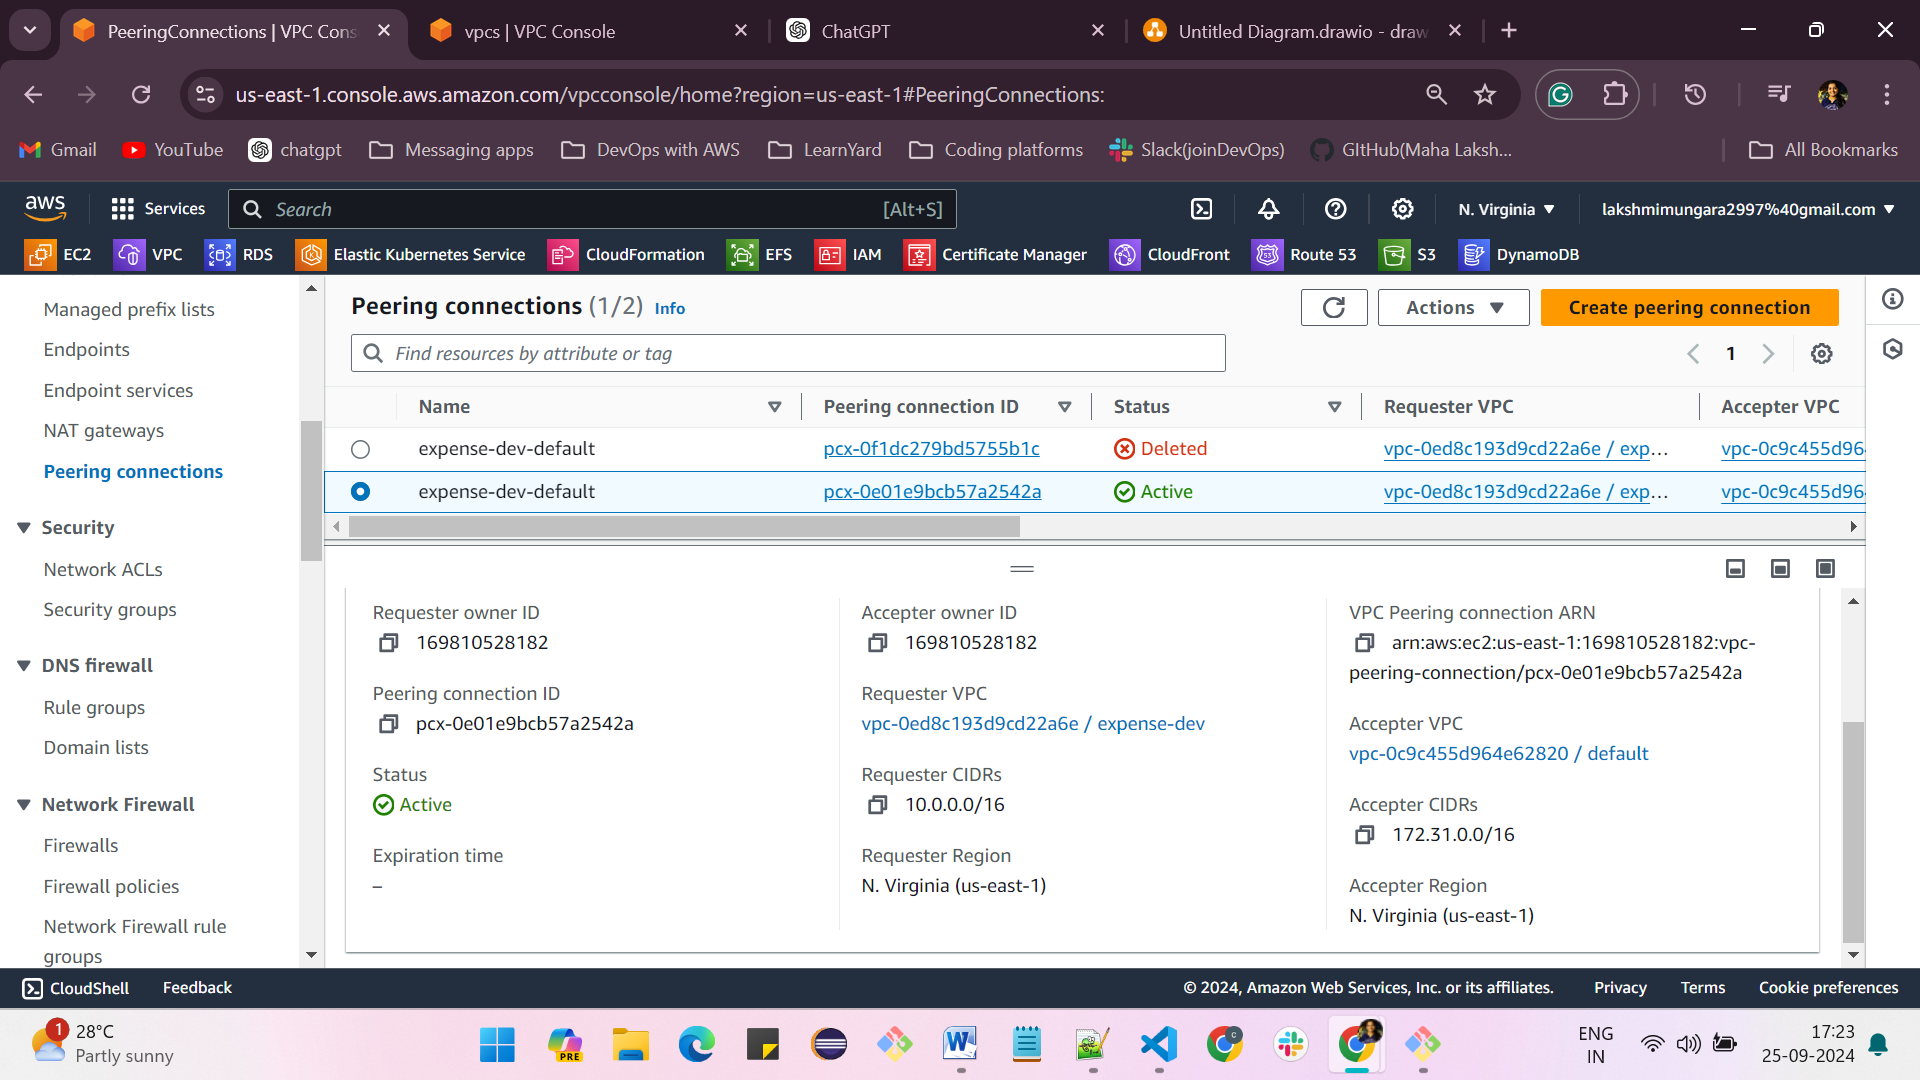 PeeringConnections | VPC Cons
vpcs | VPC Console
ChatGPT
Untitled Diagram.drawio - draw
us-east-1.console.aws.amazon.com/vpcconsole/home?region=us-east-1#PeeringConnections:
Gmail
YouTube
chatgpt
Messaging apps
DevOps with AWS
LearnYard
Coding platforms
Slack(joinDevOps)
GItHub(Maha Laksh...
All Bookmarks
aws
Services
Search
[Alt+S]
N. Virginia
lakshmimungara2997%40gmail.com
EC2
VPC
RDS
Elastic Kubernetes Service
CloudFormation
EFS
IAM
Certificate Manager
CloudFront
Route 53
S3
DynamoDB
Managed prefix lists
Endpoints
Endpoint services
NAT gateways
Peering connections
Security
Network ACLs
Security groups
DNS firewall
Rule groups
Domain lists
Network Firewall
Firewalls
Firewall policies
Network Firewall rule
groups
Peering connections (1/2) Info
Actions
Create peering connection
Find resources by attribute or tag
1
Name
Peering connection ID
Status
Requester VPC
Accepter VPC
expense-dev-default
pcx-0f1dc279bd5755b1c
Deleted
vpc-0ed8c193d9cd22a6e / exp...
vpc-0c9c455d96
expense-dev-default
pcx-0e01e9bcb57a2542a
Active
vpc-0ed8c193d9cd22a6e / exp...
vpc-0c9c455d96
Requester owner ID
169810528182
Peering connection ID
pcx-0e01e9bcb57a2542a
Status
Active
Expiration time
–
Accepter owner ID
169810528182
Requester VPC
vpc-0ed8c193d9cd22a6e / expense-dev
Requester CIDRs
10.0.0.0/16
Requester Region
N. Virginia (us-east-1)
VPC Peering connection ARN
arn:aws:ec2:us-east-1:169810528182:vpc-
peering-connection/pcx-0e01e9bcb57a2542a
Accepter VPC
vpc-0c9c455d964e62820 / default
Accepter CIDRs
172.31.0.0/16
Accepter Region
N. Virginia (us-east-1)
CloudShell
Feedback
© 2024, Amazon Web Services, Inc. or its affiliates.
Privacy
Terms
Cookie preferences
1
28°C
Partly sunny
PRE
ENG
IN
17:23
25-09-2024